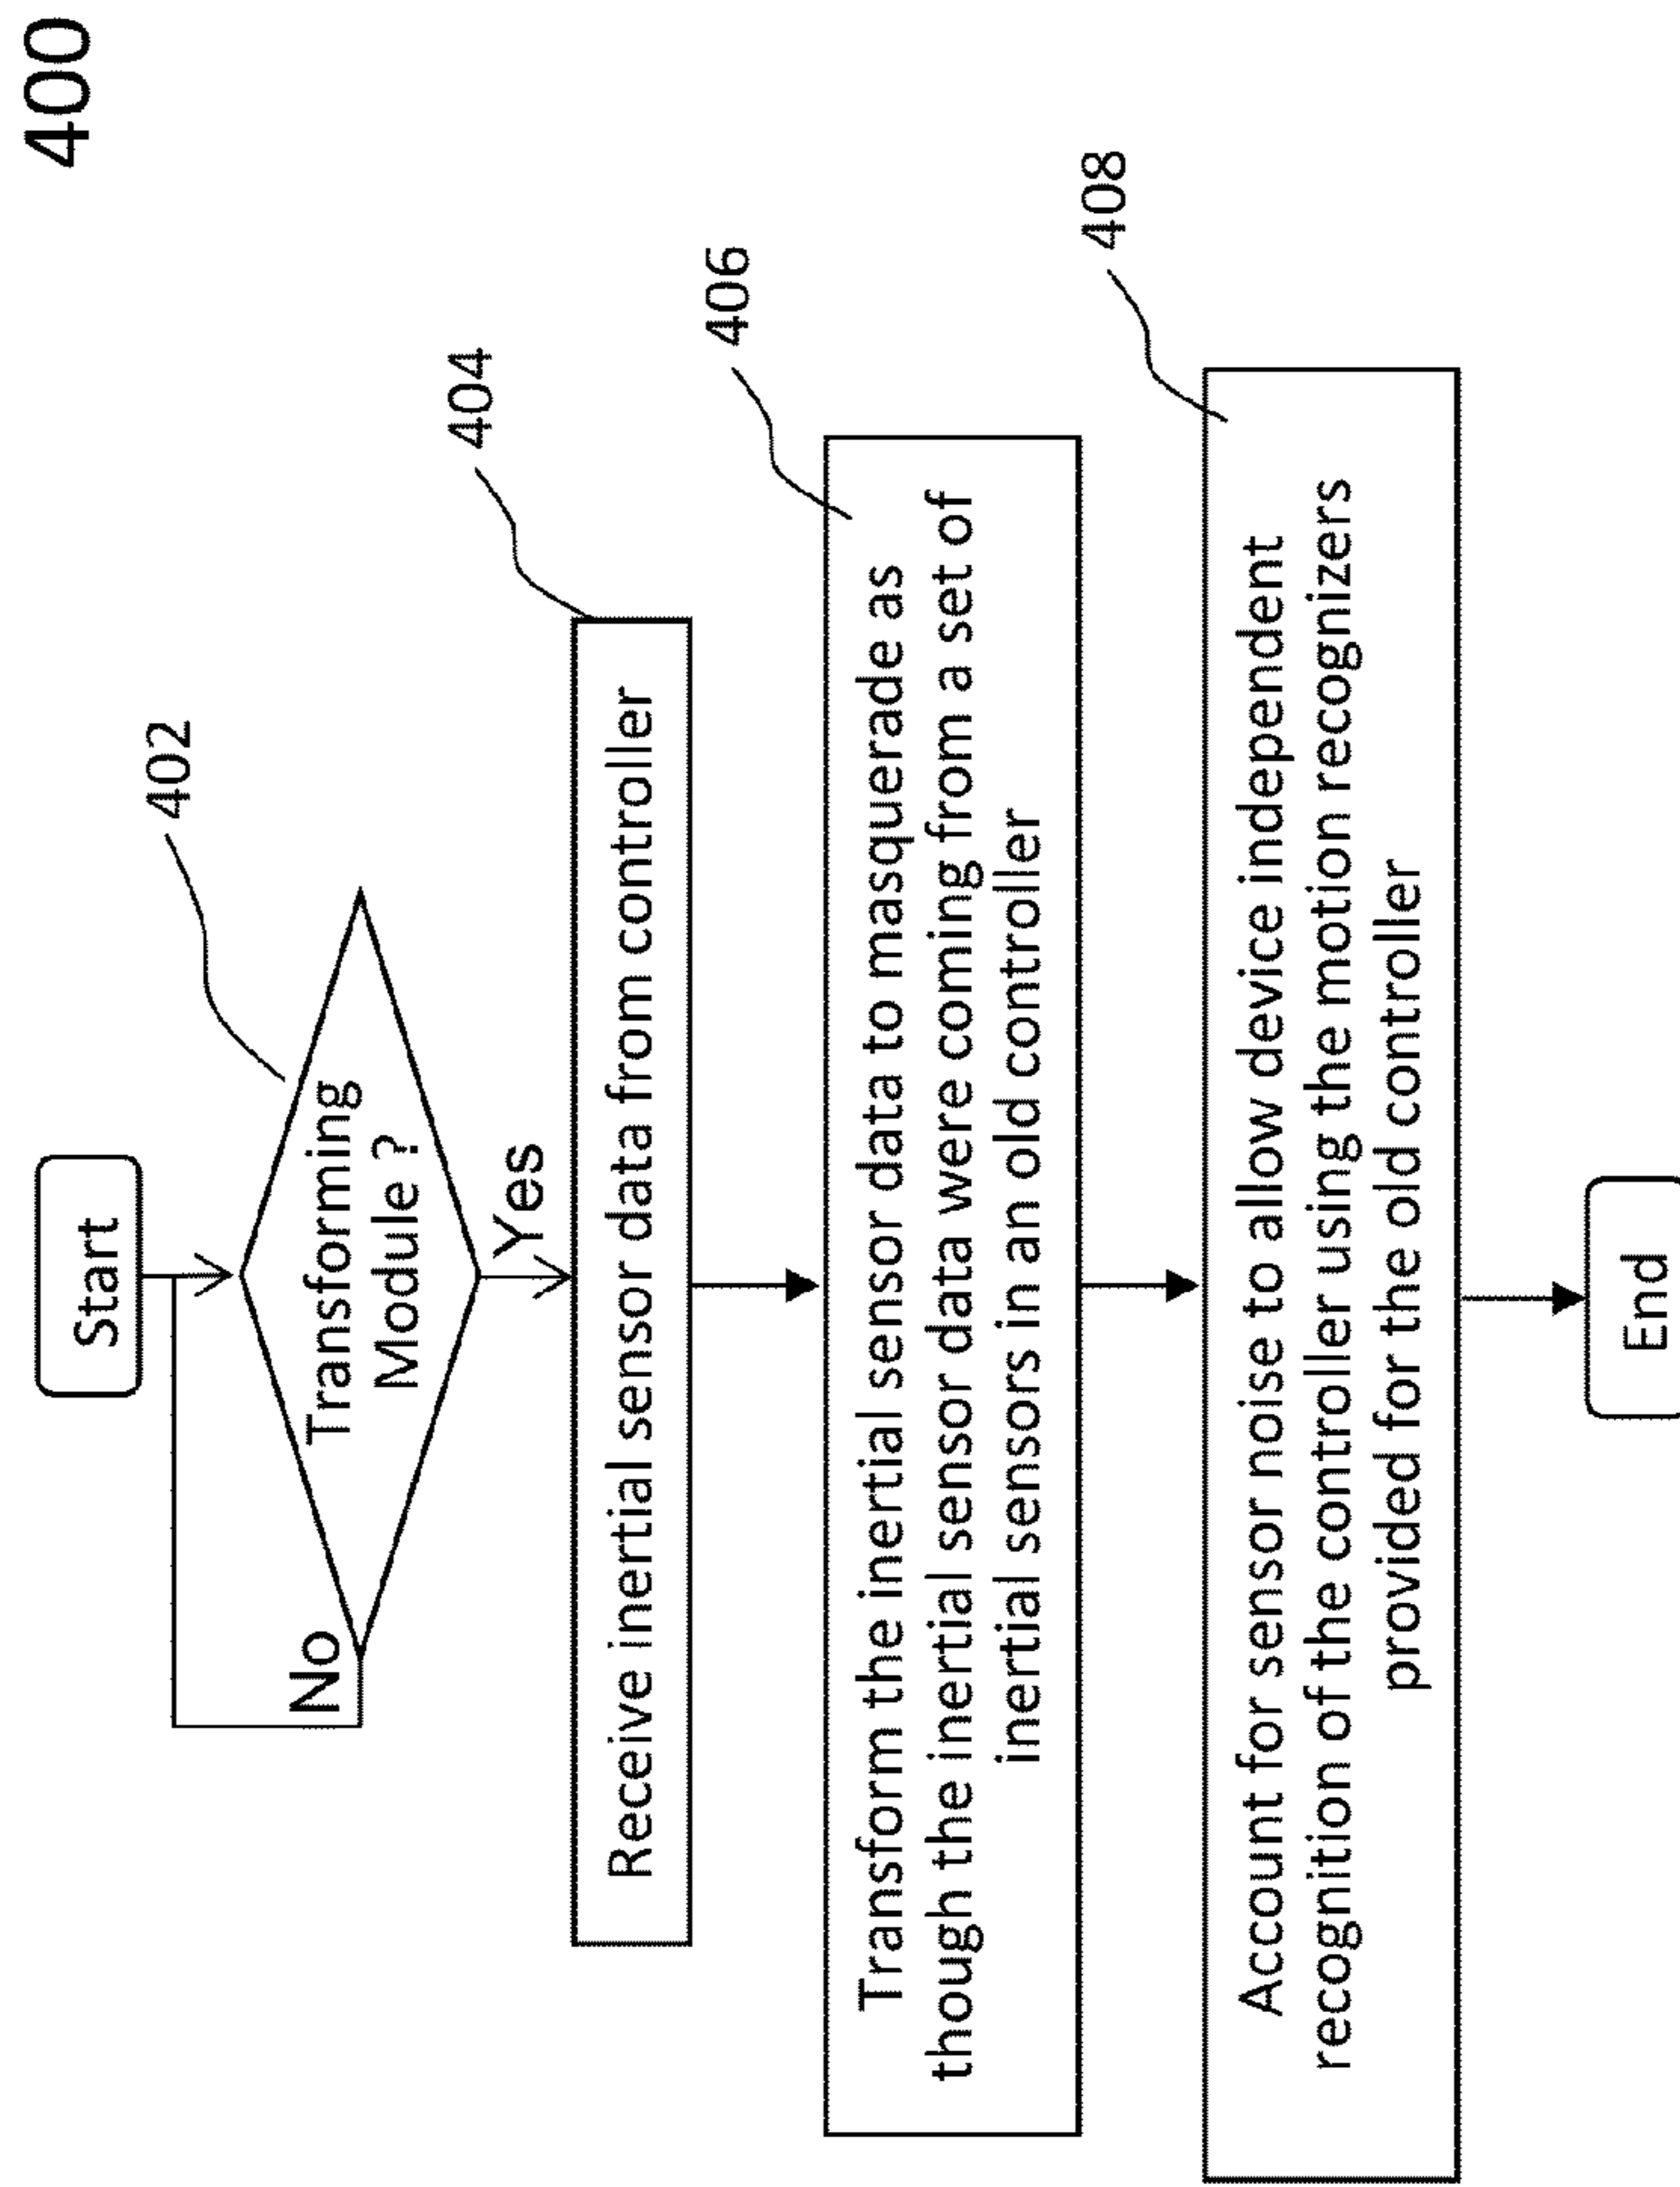 400
Start
402
Transforming
Module ?
No
Yes
404
Receive inertial sensor data from controller
406
Transform the inertial sensor data to masquerade as
though the inertial sensor data were coming from a set of
inertial sensors in an old controller
408
Account for sensor noise to allow device independent
recognition of the controller using the motion recognizers
provided for the old controller
End